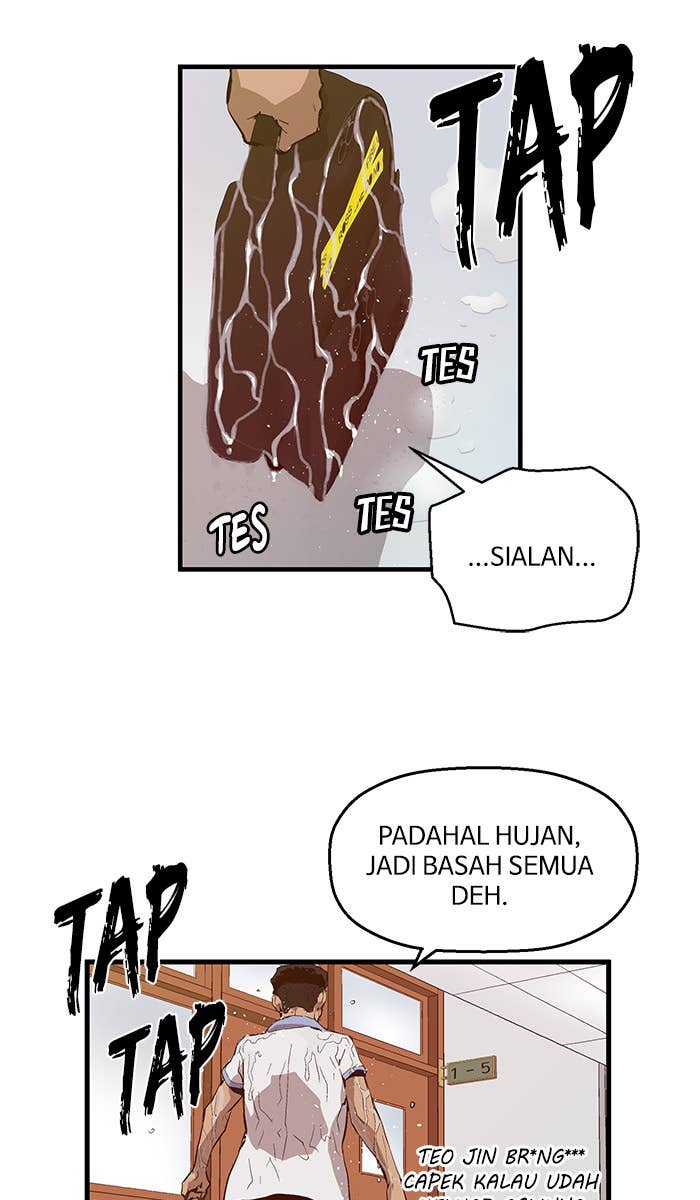 TAP
TES
TES
TES
...SIALAN...
PADAHAL HUJAN,
JADI BASAH SEMUA
DEH.
TAP
TAP
1-5
TEO JIN BR*NG***
CAPEK KALAU UDAH